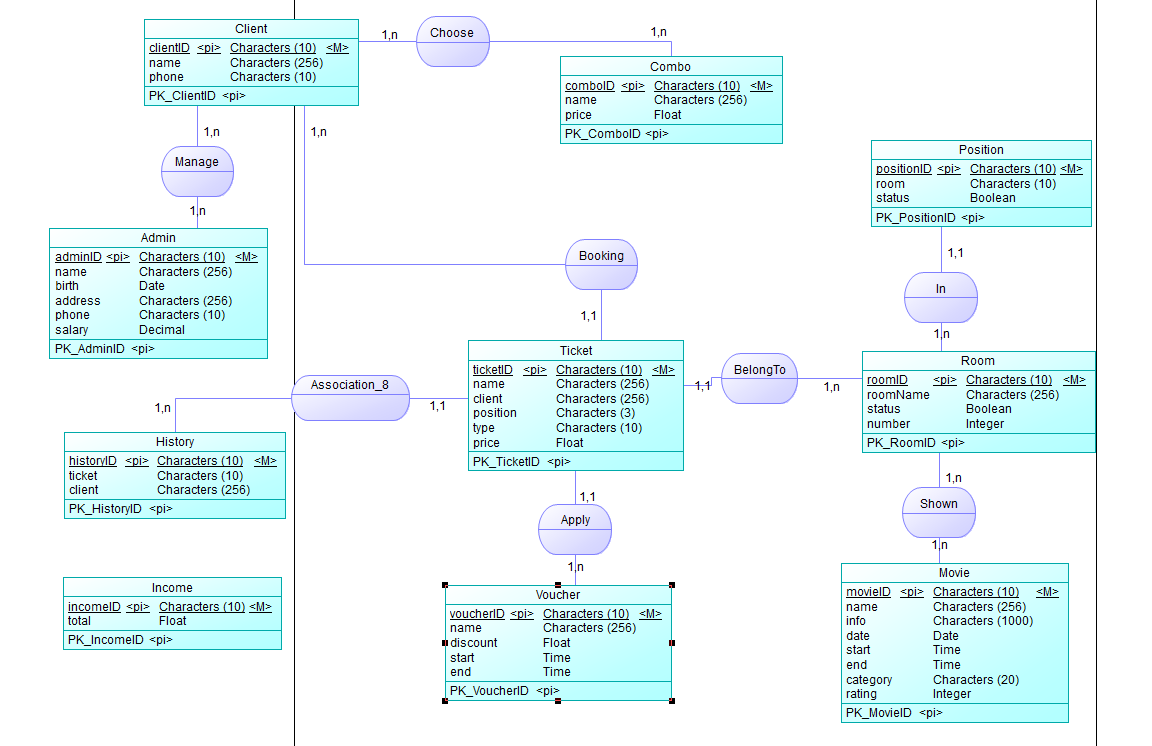 Client
clientID <pi> Characters (10) <M>
name Characters (256)
phone Characters (10)
PK_ClientID <pi>
1,n
Choose
1,n
Combo
comboID <pi> Characters (10) <M>
name Characters (256)
price Float
PK_ComboID <pi>
1,n
1,n
Manage
1,n
Position
positionID <pi> Characters (10) <M>
room Characters (10)
status Boolean
PK_PositionID <pi>
Admin
adminID <pi> Characters (10) <M>
name Characters (256)
birth Date
address Characters (256)
phone Characters (10)
salary Decimal
PK_AdminID <pi>
Booking
1,1
1,1
In
1,n
Ticket
ticketID <pi> Characters (10) <M>
name Characters (256)
client Characters (256)
position Characters (3)
type Characters (10)
price Float
PK_TicketID <pi>
BelongTo
1,1
1,n
Room
roomID <pi> Characters (10) <M>
roomName Characters (256)
status Boolean
number Integer
PK_RoomID <pi>
Association_8
1,n
1,1
History
historyID <pi> Characters (10) <M>
ticket Characters (10)
client Characters (256)
PK_HistoryID <pi>
1,1
Apply
1,n
1,n
Shown
1,n
Income
incomeID <pi> Characters (10) <M>
total Float
PK_IncomeID <pi>
Voucher
voucherID <pi> Characters (10) <M>
name Characters (256)
discount Float
start Time
end Time
PK_VoucherID <pi>
Movie
movieID <pi> Characters (10) <M>
name Characters (256)
info Characters (1000)
date Date
start Time
end Time
category Characters (20)
rating Integer
PK_MovieID <pi>